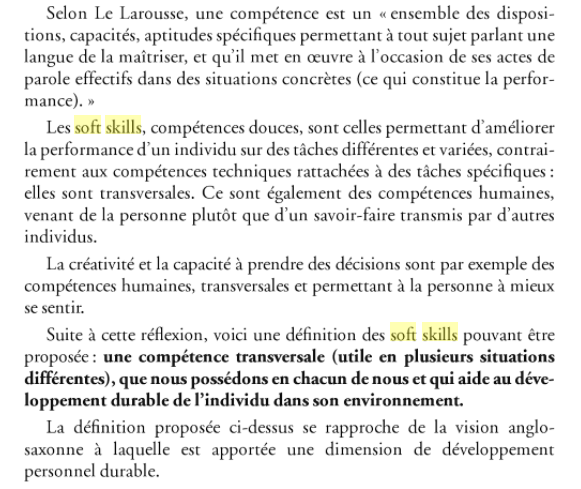 Selon Le Larousse, une compétence est un « ensemble des disposi-
tions, capacités, aptitudes spécifiques permettant à tout sujet parlant une
langue de la maîtriser, et qu'il met en œuvre à l'occasion de ses actes de
parole effectifs dans des situations concrètes (ce qui constitue la perfor-
mance). »
Les soft skills, compétences douces, sont celles permettant d'améliorer
la performance d'un individu sur des tâches différentes et variées, contrai-
rement aux compétences techniques rattachées à des tâches spécifiques :
elles sont transversales. Ce sont également des compétences humaines,
venant de la personne plutôt que d'un savoir-faire transmis par d'autres
individus.
La créativité et la capacité à prendre des décisions sont par exemple des
compétences humaines, transversales et permettant à la personne à mieux
se sentir.
Suite à cette réflexion, voici une définition des soft skills pouvant être
proposée : une compétence transversale (utile en plusieurs situations
différentes), que nous possédons en chacun de nous et qui aide au déve-
loppement durable de l'individu dans son environnement.
La définition proposée ci-dessus se rapproche de la vision anglo-
saxonne à laquelle est apportée une dimension de développement
personnel durable.